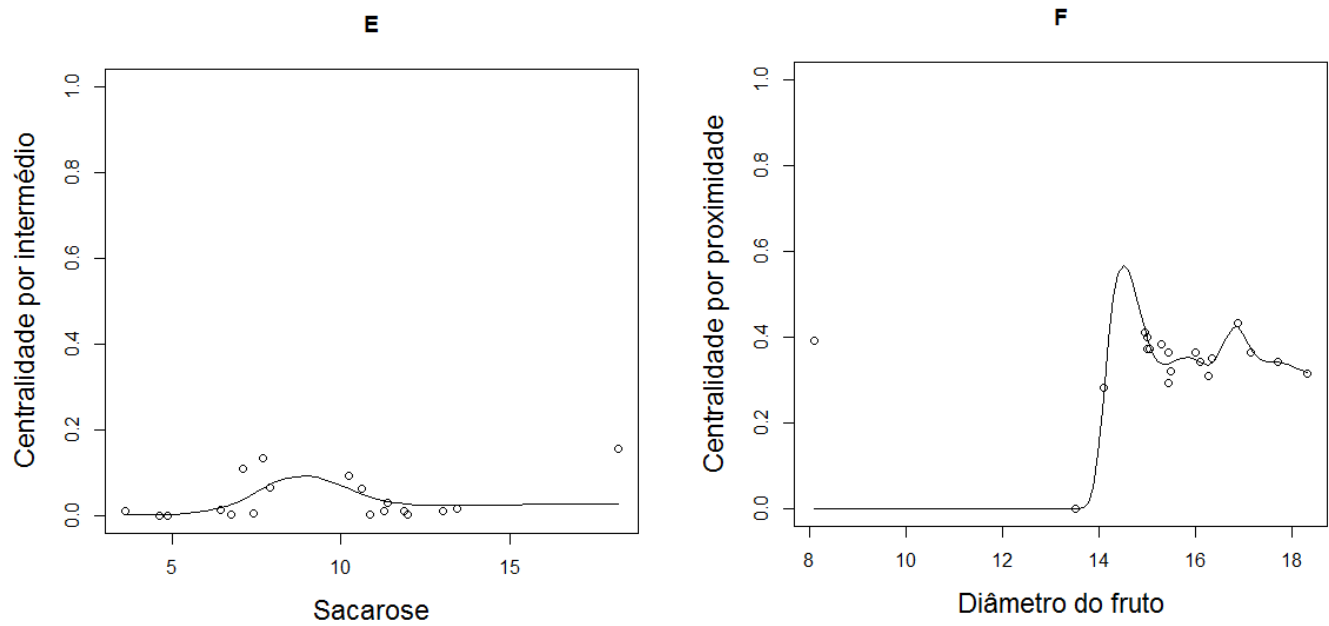 E
Centralidade por intermédio
0.0 0.2 0.4 0.6 0.8 1.0
5 10 15
Sacarose
F
Centralidade por proximidade
0.0 0.2 0.4 0.6 0.8 1.0
8 10 12 14 16 18
Diâmetro do fruto